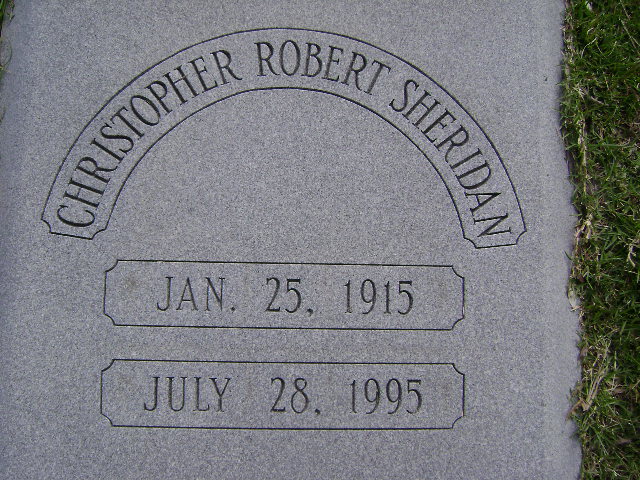 CHRISTOPHER ROBERT SHERIDAN
JAN. 25, 1915
JULY 28, 1995